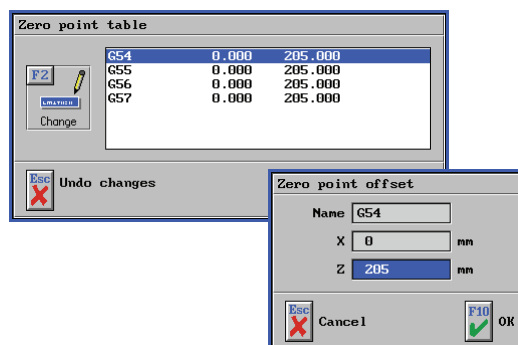 Zero point table
G54 0.000 205.000
G55 0.000 205.000
G56 0.000 205.000
G57 0.000 205.000
F2
Change
Esc Undo changes
Zero point offset
Name G54
X 0 mm
Z 205 mm
Esc Cancel
F10 OK